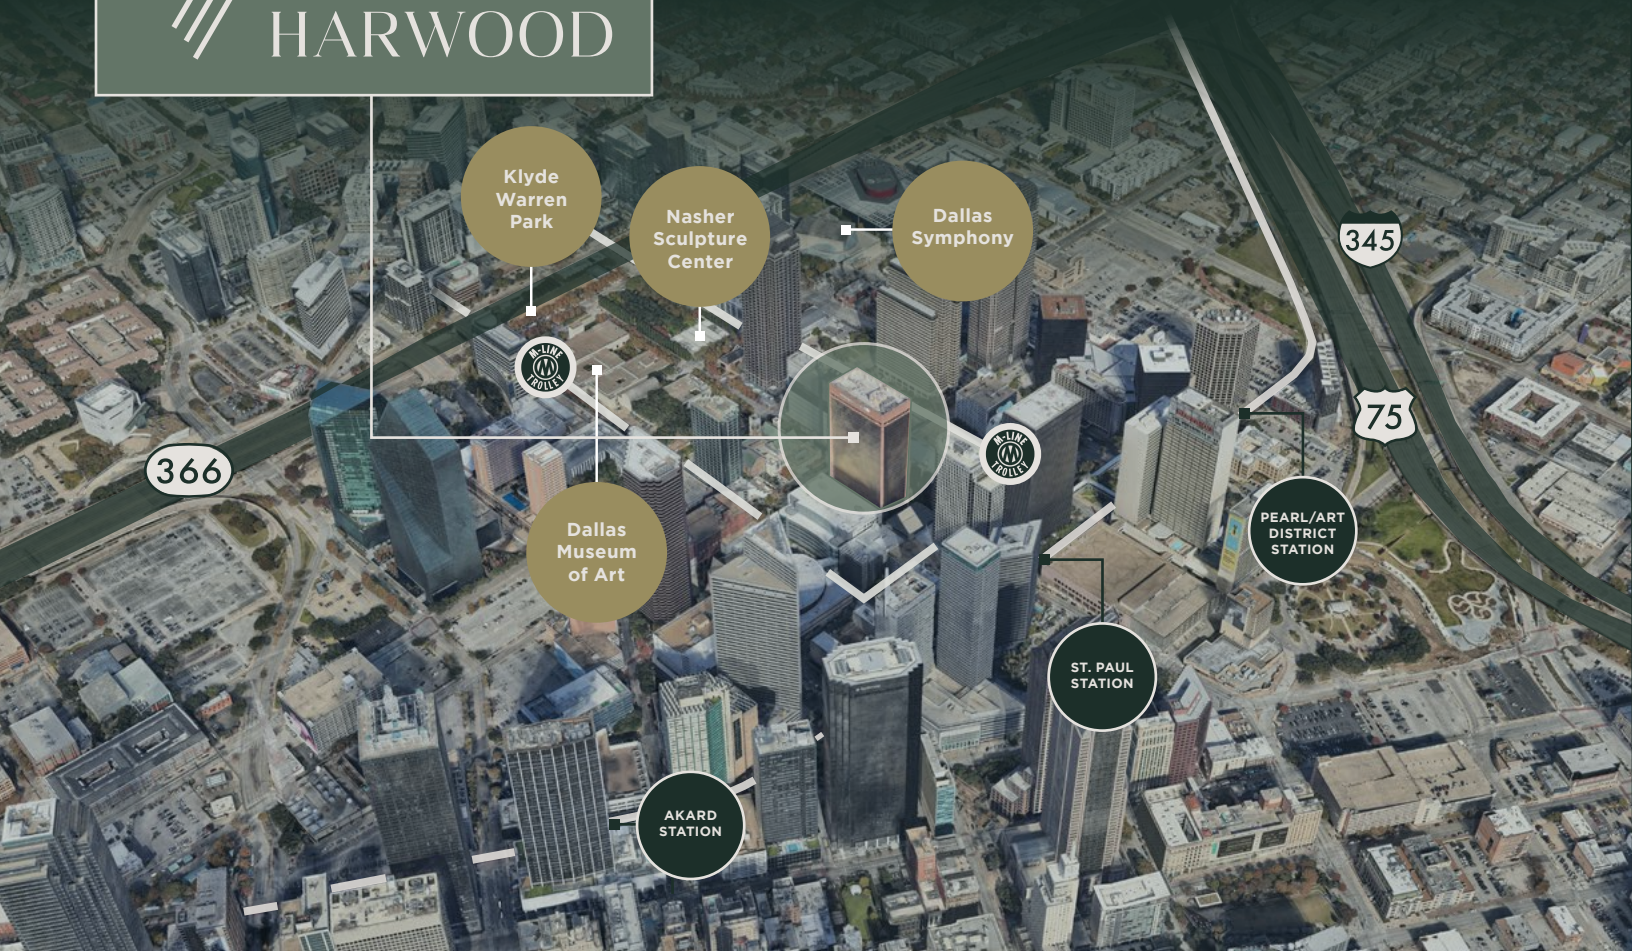 HARWOOD
Klyde
Warren
Park
Nasher
Sculpture
Center
Dallas
Symphony
345
M-LINE
TROLLEY
75
366
M-LINE
TROLLEY
Dallas
Museum
of Art
PEARL/ART
DISTRICT
STATION
ST. PAUL
STATION
AKARD
STATION